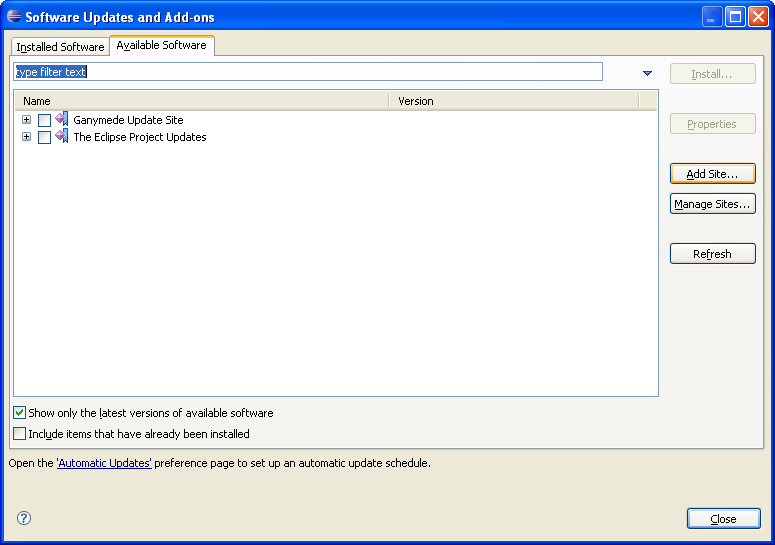 Software Updates and Add-ons
Installed Software
Available Software
type filter text
Install...
Name
Version
Ganymede Update Site
Properties
The Eclipse Project Updates
Add Site...
Manage Sites...
Refresh
Show only the latest versions of available software
Include items that have already been installed
Open the 'Automatic Updates' preference page to set up an automatic update schedule.
?
Close